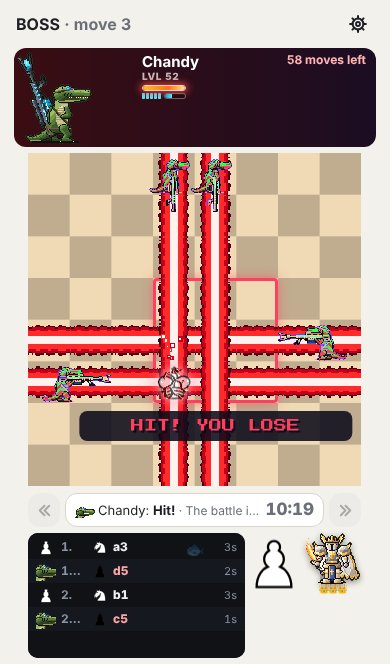 BOSS · move 3
Chandy
58 moves left
LVL 52
HIT! YOU LOSE
Chandy: Hit! · The battle i... 10:19
1. a3 3s
1... d5 2s
2. b1 3s
2... c5 1s